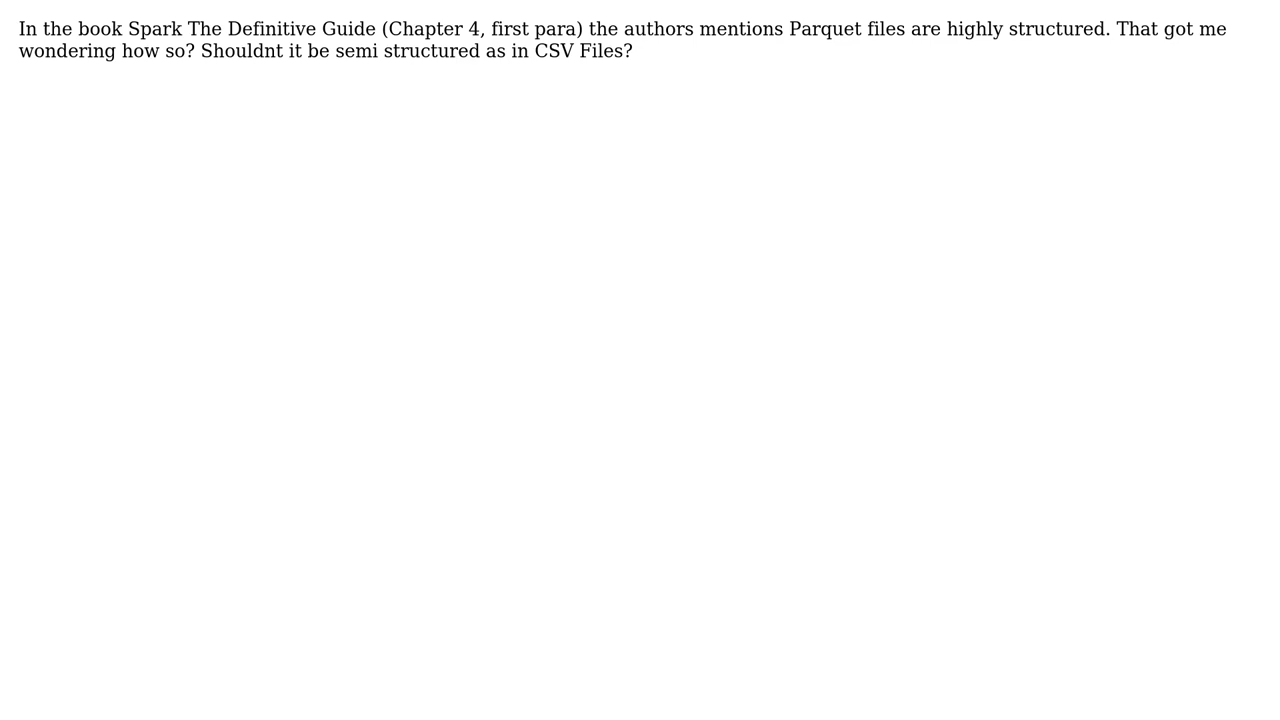 In the book Spark The Definitive Guide (Chapter 4, first para) the authors mentions Parquet files are highly structured. That got me
wondering how so? Shouldnt it be semi structured as in CSV Files?